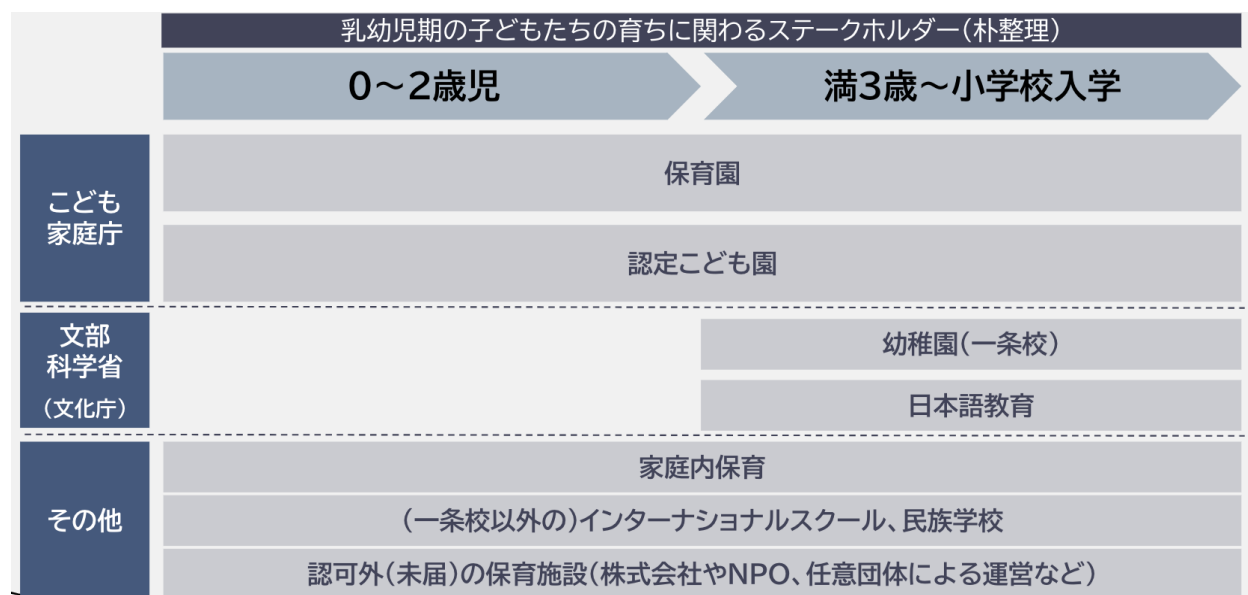 乳幼児期の子どもたちの育ちに関わるステークホルダー(朴整理)
0～2歳児
満3歳～小学校入学
こども
家庭庁
保育園
認定こども園
文部
科学省
(文化庁)
幼稚園(一条校)
日本語教育
その他
家庭内保育
(一条校以外の)インターナショナルスクール、民族学校
認可外(未届)の保育施設(株式会社やNPO、任意団体による運営など)